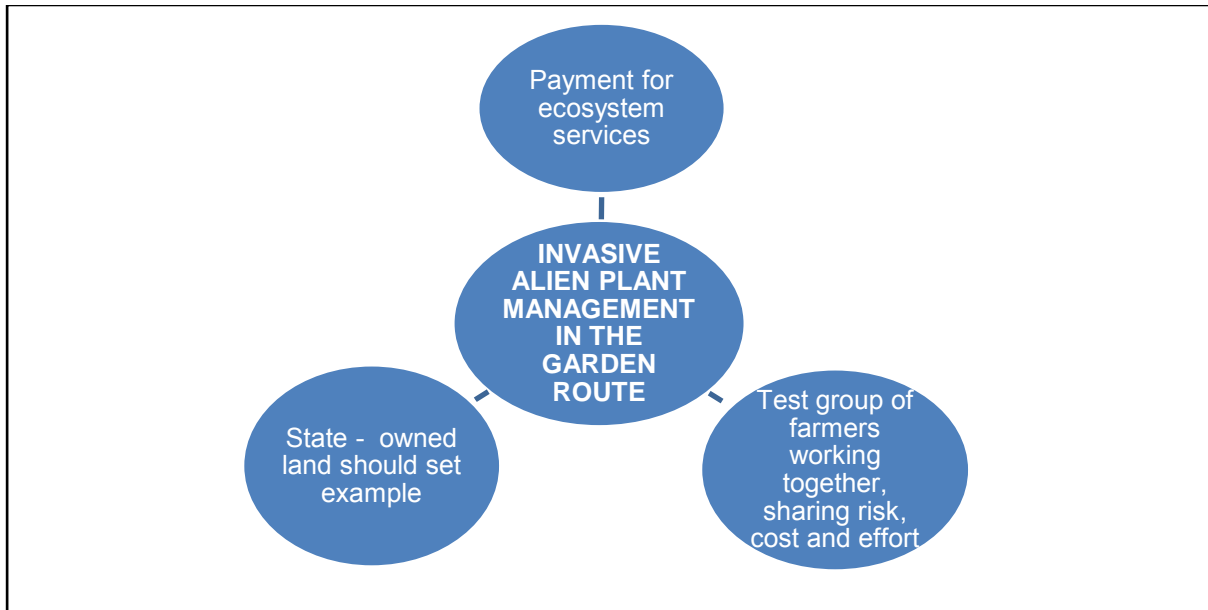 Payment for
ecosystem
services
INVASIVE
ALIEN PLANT
MANAGEMENT
IN THE
GARDEN
ROUTE
State - owned
land should set
example
Test group of
farmers
working
together,
sharing risk,
cost and effort